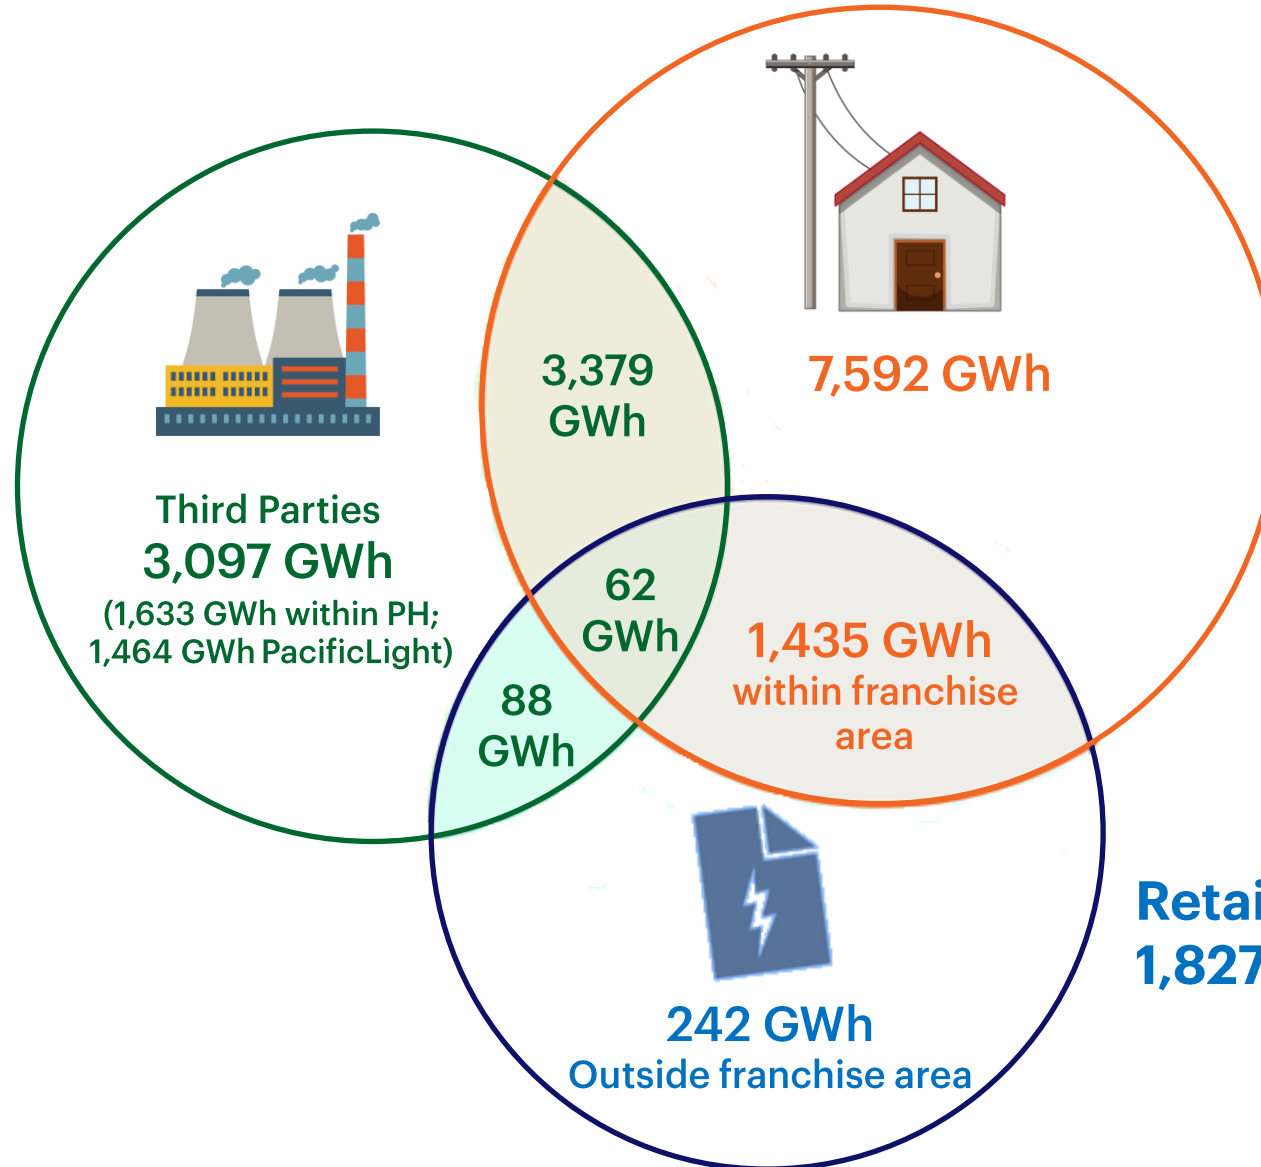 3,379
GWh
7,592 GWh
Third Parties
3,097 GWh
(1,633 GWh within PH;
1,464 GWh PacificLight)
62
GWh
1,435 GWh
within franchise
area
88
GWh
Retai
1,827
242 GWh
Outside franchise area